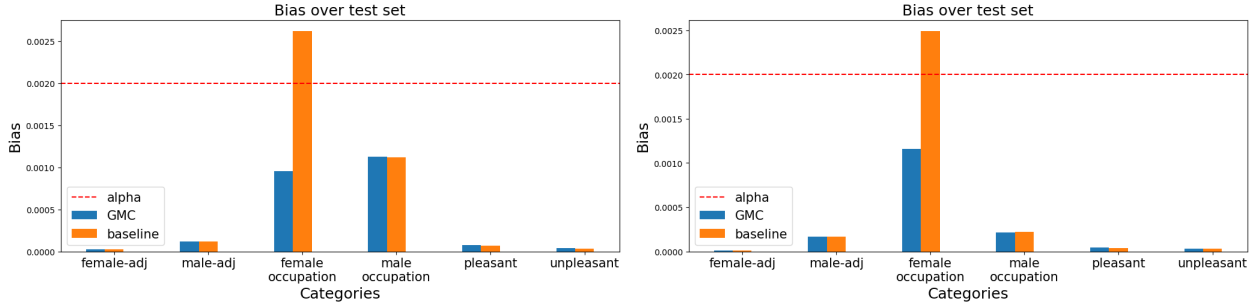 Bias over test set
Bias
0.0025
0.0020
0.0015
0.0010
0.0005
0.0000
alpha
GMC
baseline
female-adj
male-adj
female
occupation
male
occupation
pleasant
unpleasant
Categories
Bias over test set
Bias
0.0025
0.0020
0.0015
0.0010
0.0005
0.0000
alpha
GMC
baseline
female-adj
male-adj
female
occupation
male
occupation
pleasant
unpleasant
Categories